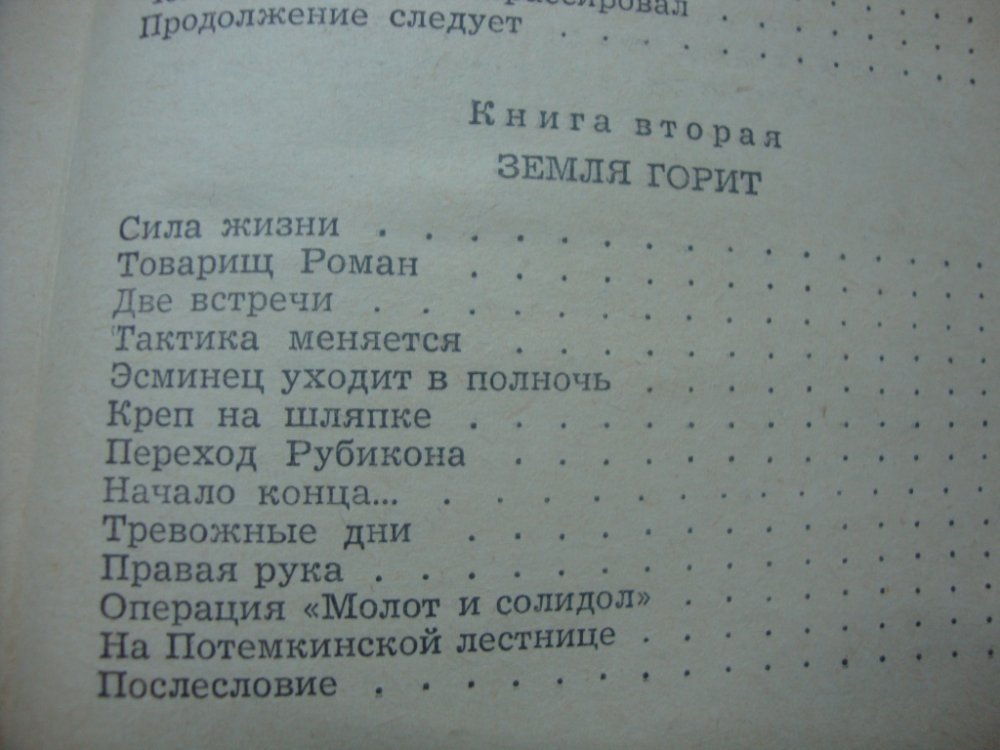 Продолжение следует . . . . . . . . .
Книга вторая
ЗЕМЛЯ ГОРИТ
Сила жизни . . . . . . . . . . . . . .
Товарищ Роман . . . . . . . . . . . . .
Две встречи . . . . . . . . . . . . . .
Тактика меняется . . . . . . . . . . .
Эсминец уходит в полночь . . . . . . . . .
Креп на шляпке . . . . . . . . . . . . .
Переход Рубикона . . . . . . . . . . . .
Начало конца... . . . . . . . . . . . . .
Тревожные дни . . . . . . . . . . . . .
Правая рука . . . . . . . . . . . . . . .
Операция «Молот и солидол» . . . . . . . .
На Потемкинской лестнице . . . . . . . . .
Послесловие . . . . . . . . . . . . . . .